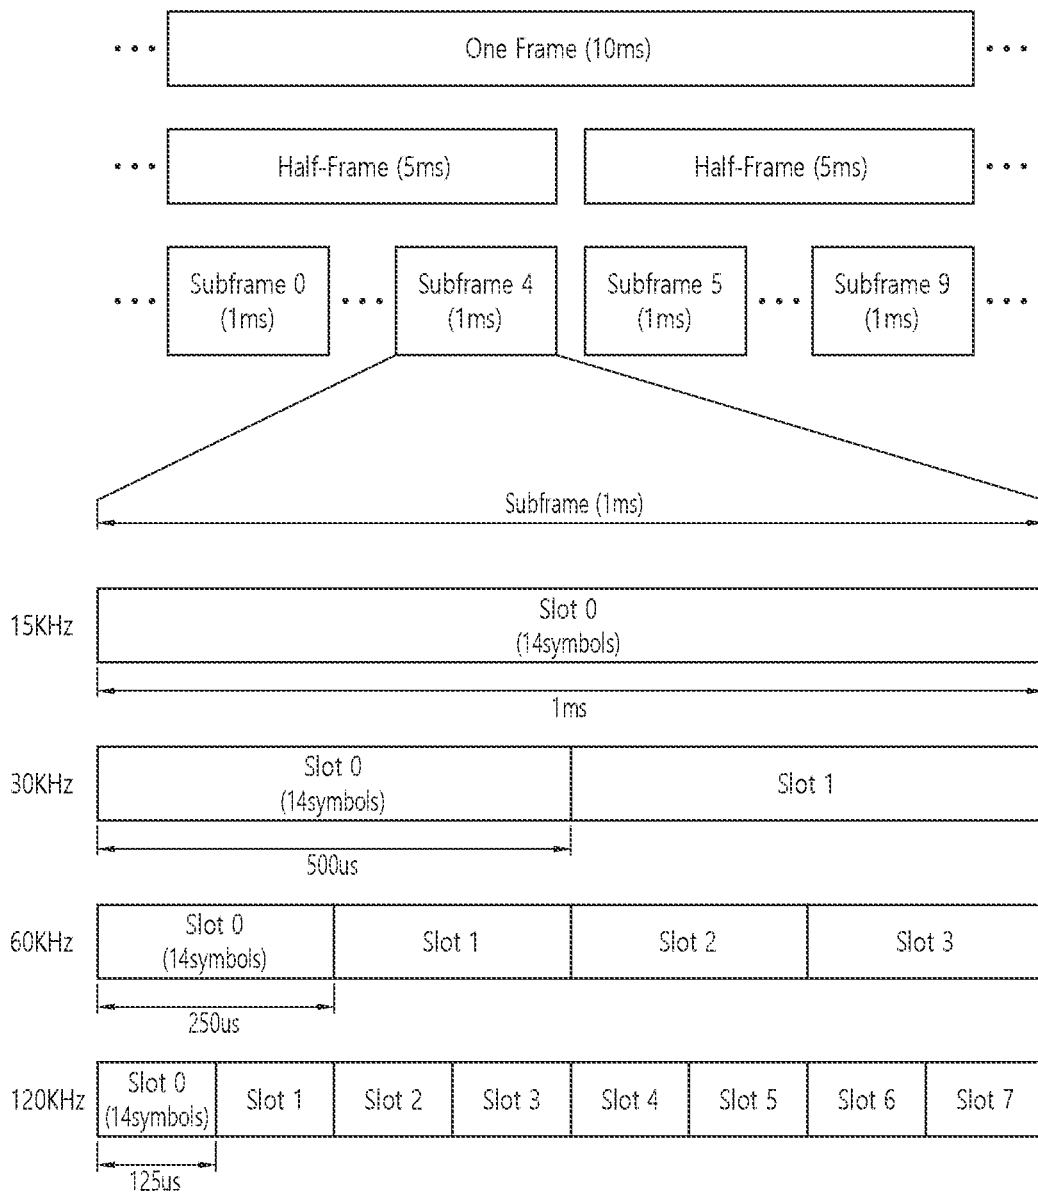 One Frame (10ms)
Half-Frame (5ms)
Half-Frame (5ms)
Subframe 0
(1ms)
Subframe 4
(1ms)
Subframe 5
(1ms)
Subframe 9
(1ms)
Subframe (1ms)
15KHz
Slot 0
(14symbols)
1ms
30KHz
Slot 0
(14symbols)
Slot 1
500us
60KHz
Slot 0
(14symbols)
Slot 1
Slot 2
Slot 3
250us
120KHz
Slot 0
(14symbols)
Slot 1
Slot 2
Slot 3
Slot 4
Slot 5
Slot 6
Slot 7
125us